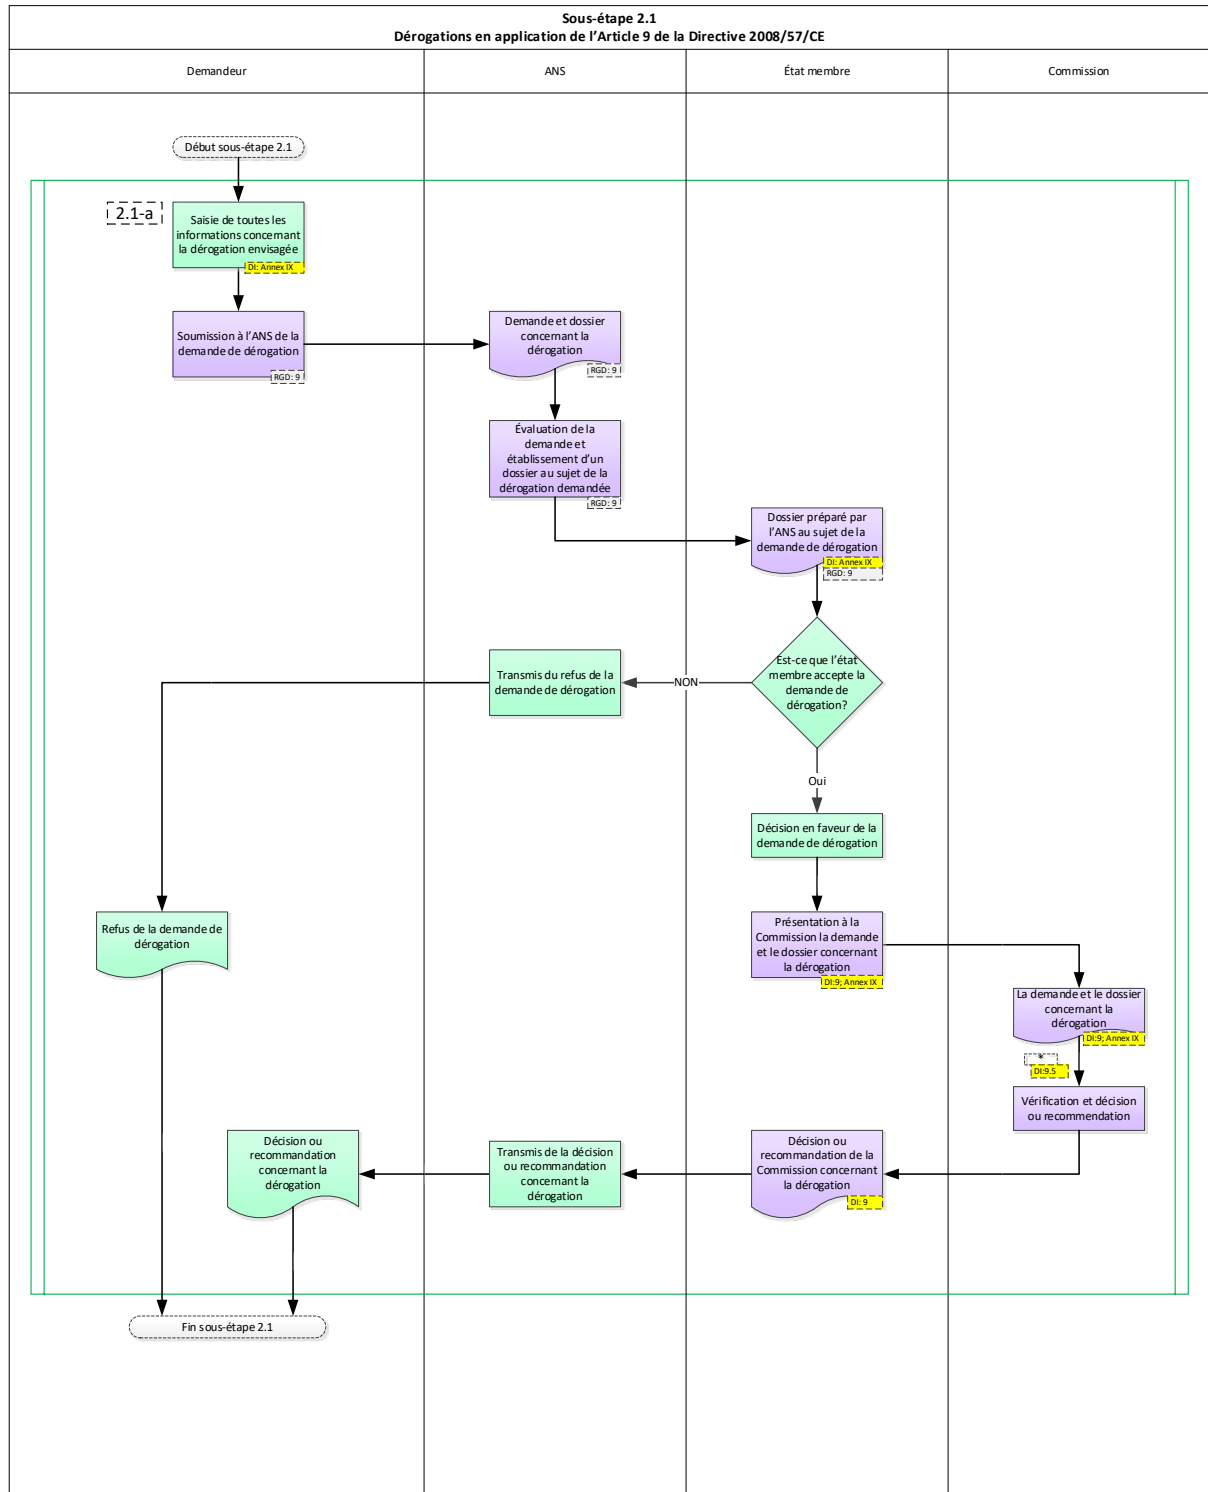 Sous-étape 2.1
Dérogations en application de l’Article 9 de la Directive 2008/57/CE
Demandeur
ANS
État membre
Commission
Début sous-étape 2.1
2.1-a
Saisie de toutes les
informations concernant
la dérogation envisagée
DI: Annex IX
Soumission à l’ANS de la
demande de dérogation
RGD: 9
Demande et dossier
concernant la
dérogation
RGD: 9
Évaluation de la
demande et
établissement d’un
dossier au sujet de la
dérogation demandée
RGD: 9
Dossier préparé par
l’ANS au sujet de la
demande de dérogation
DI: Annex IX
RGD: 9
Est-ce que l’état
membre accepte la
demande de
dérogation?
NON
Transmis du refus de la
demande de dérogation
Oui
Décision en faveur de la
demande de dérogation
Refus de la demande de
dérogation
Présentation à la
Commission la demande
et le dossier concernant
la dérogation
DI:9; Annex IX
La demande et le dossier
concernant la
dérogation
DI:9; Annex IX
*
DI:9.5
Vérification et décision
ou recommendation
Décision ou
recommandation
concernant la
dérogation
Transmis de la décision
ou recommandation
concernant la
dérogation
Décision ou
recommandation de la
Commission concernant
la dérogation
DI: 9
Fin sous-étape 2.1